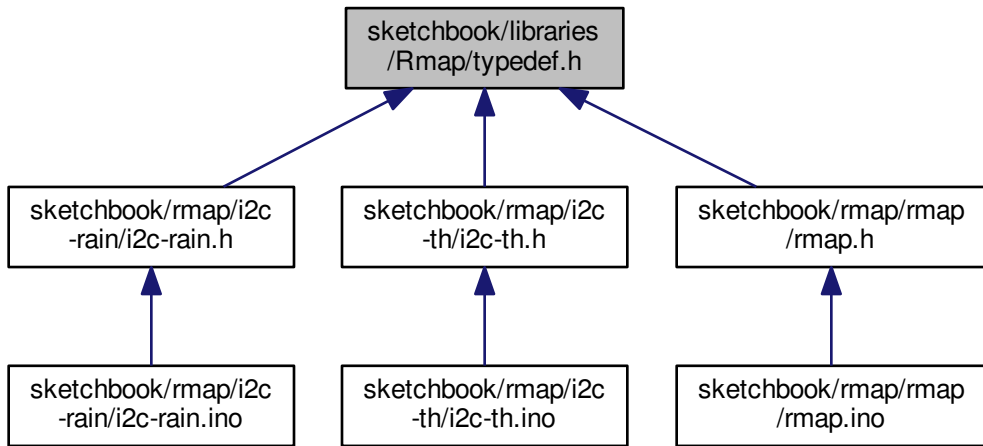 sketchbook/libraries
/Rmap/typedef.h
sketchbook/rmap/i2c
-rain/i2c-rain.h
sketchbook/rmap/i2c
-th/i2c-th.h
sketchbook/rmap/rmap
/rmap.h
sketchbook/rmap/i2c
-rain/i2c-rain.ino
sketchbook/rmap/i2c
-th/i2c-th.ino
sketchbook/rmap/rmap
/rmap.ino